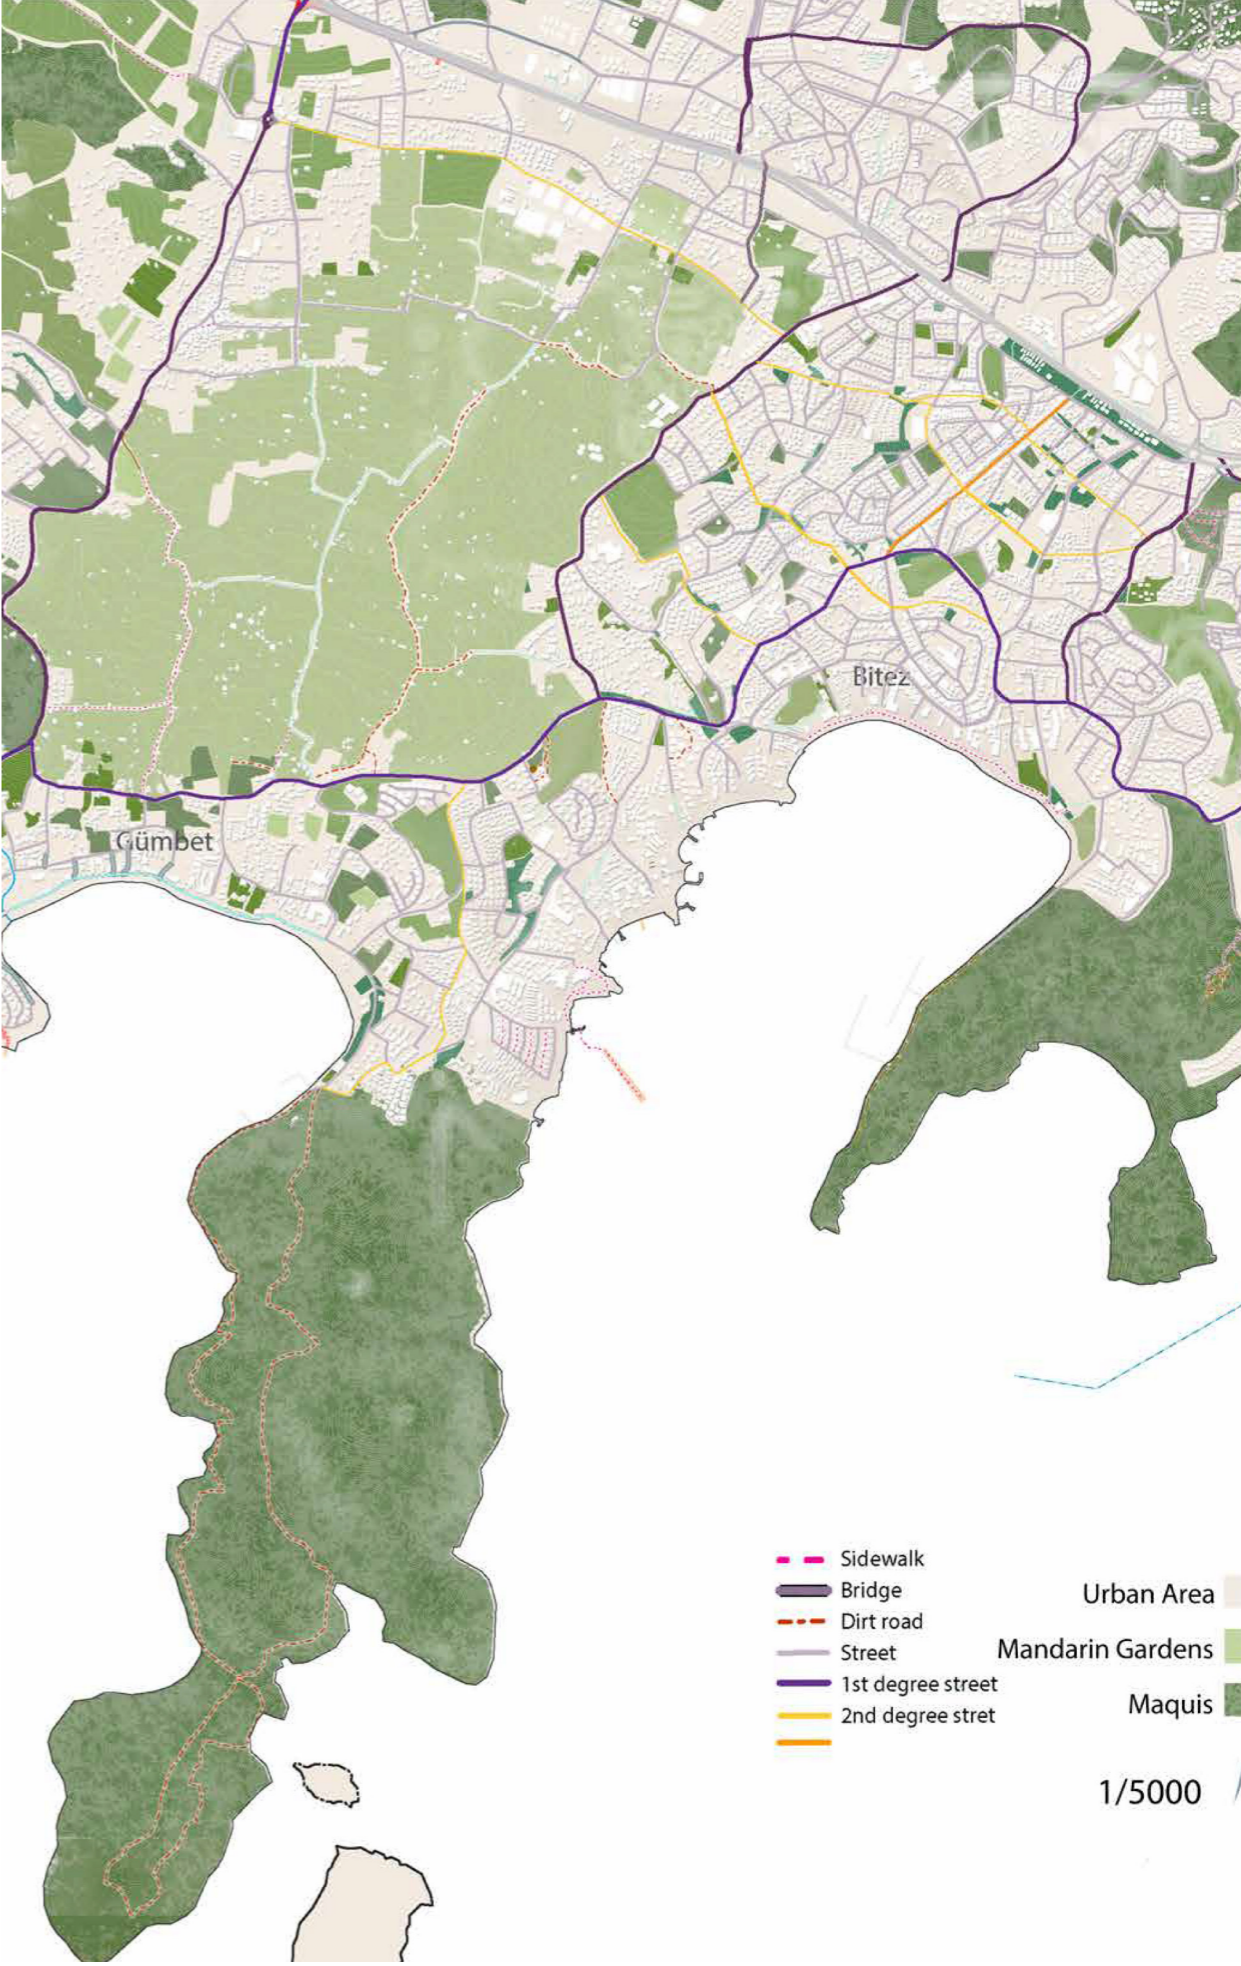 Bitez
Gümbet
Sidewalk
Bridge
Dirt road
Street
1st degree street
2nd degree stret
Urban Area
Mandarin Gardens
Maquis
1/5000